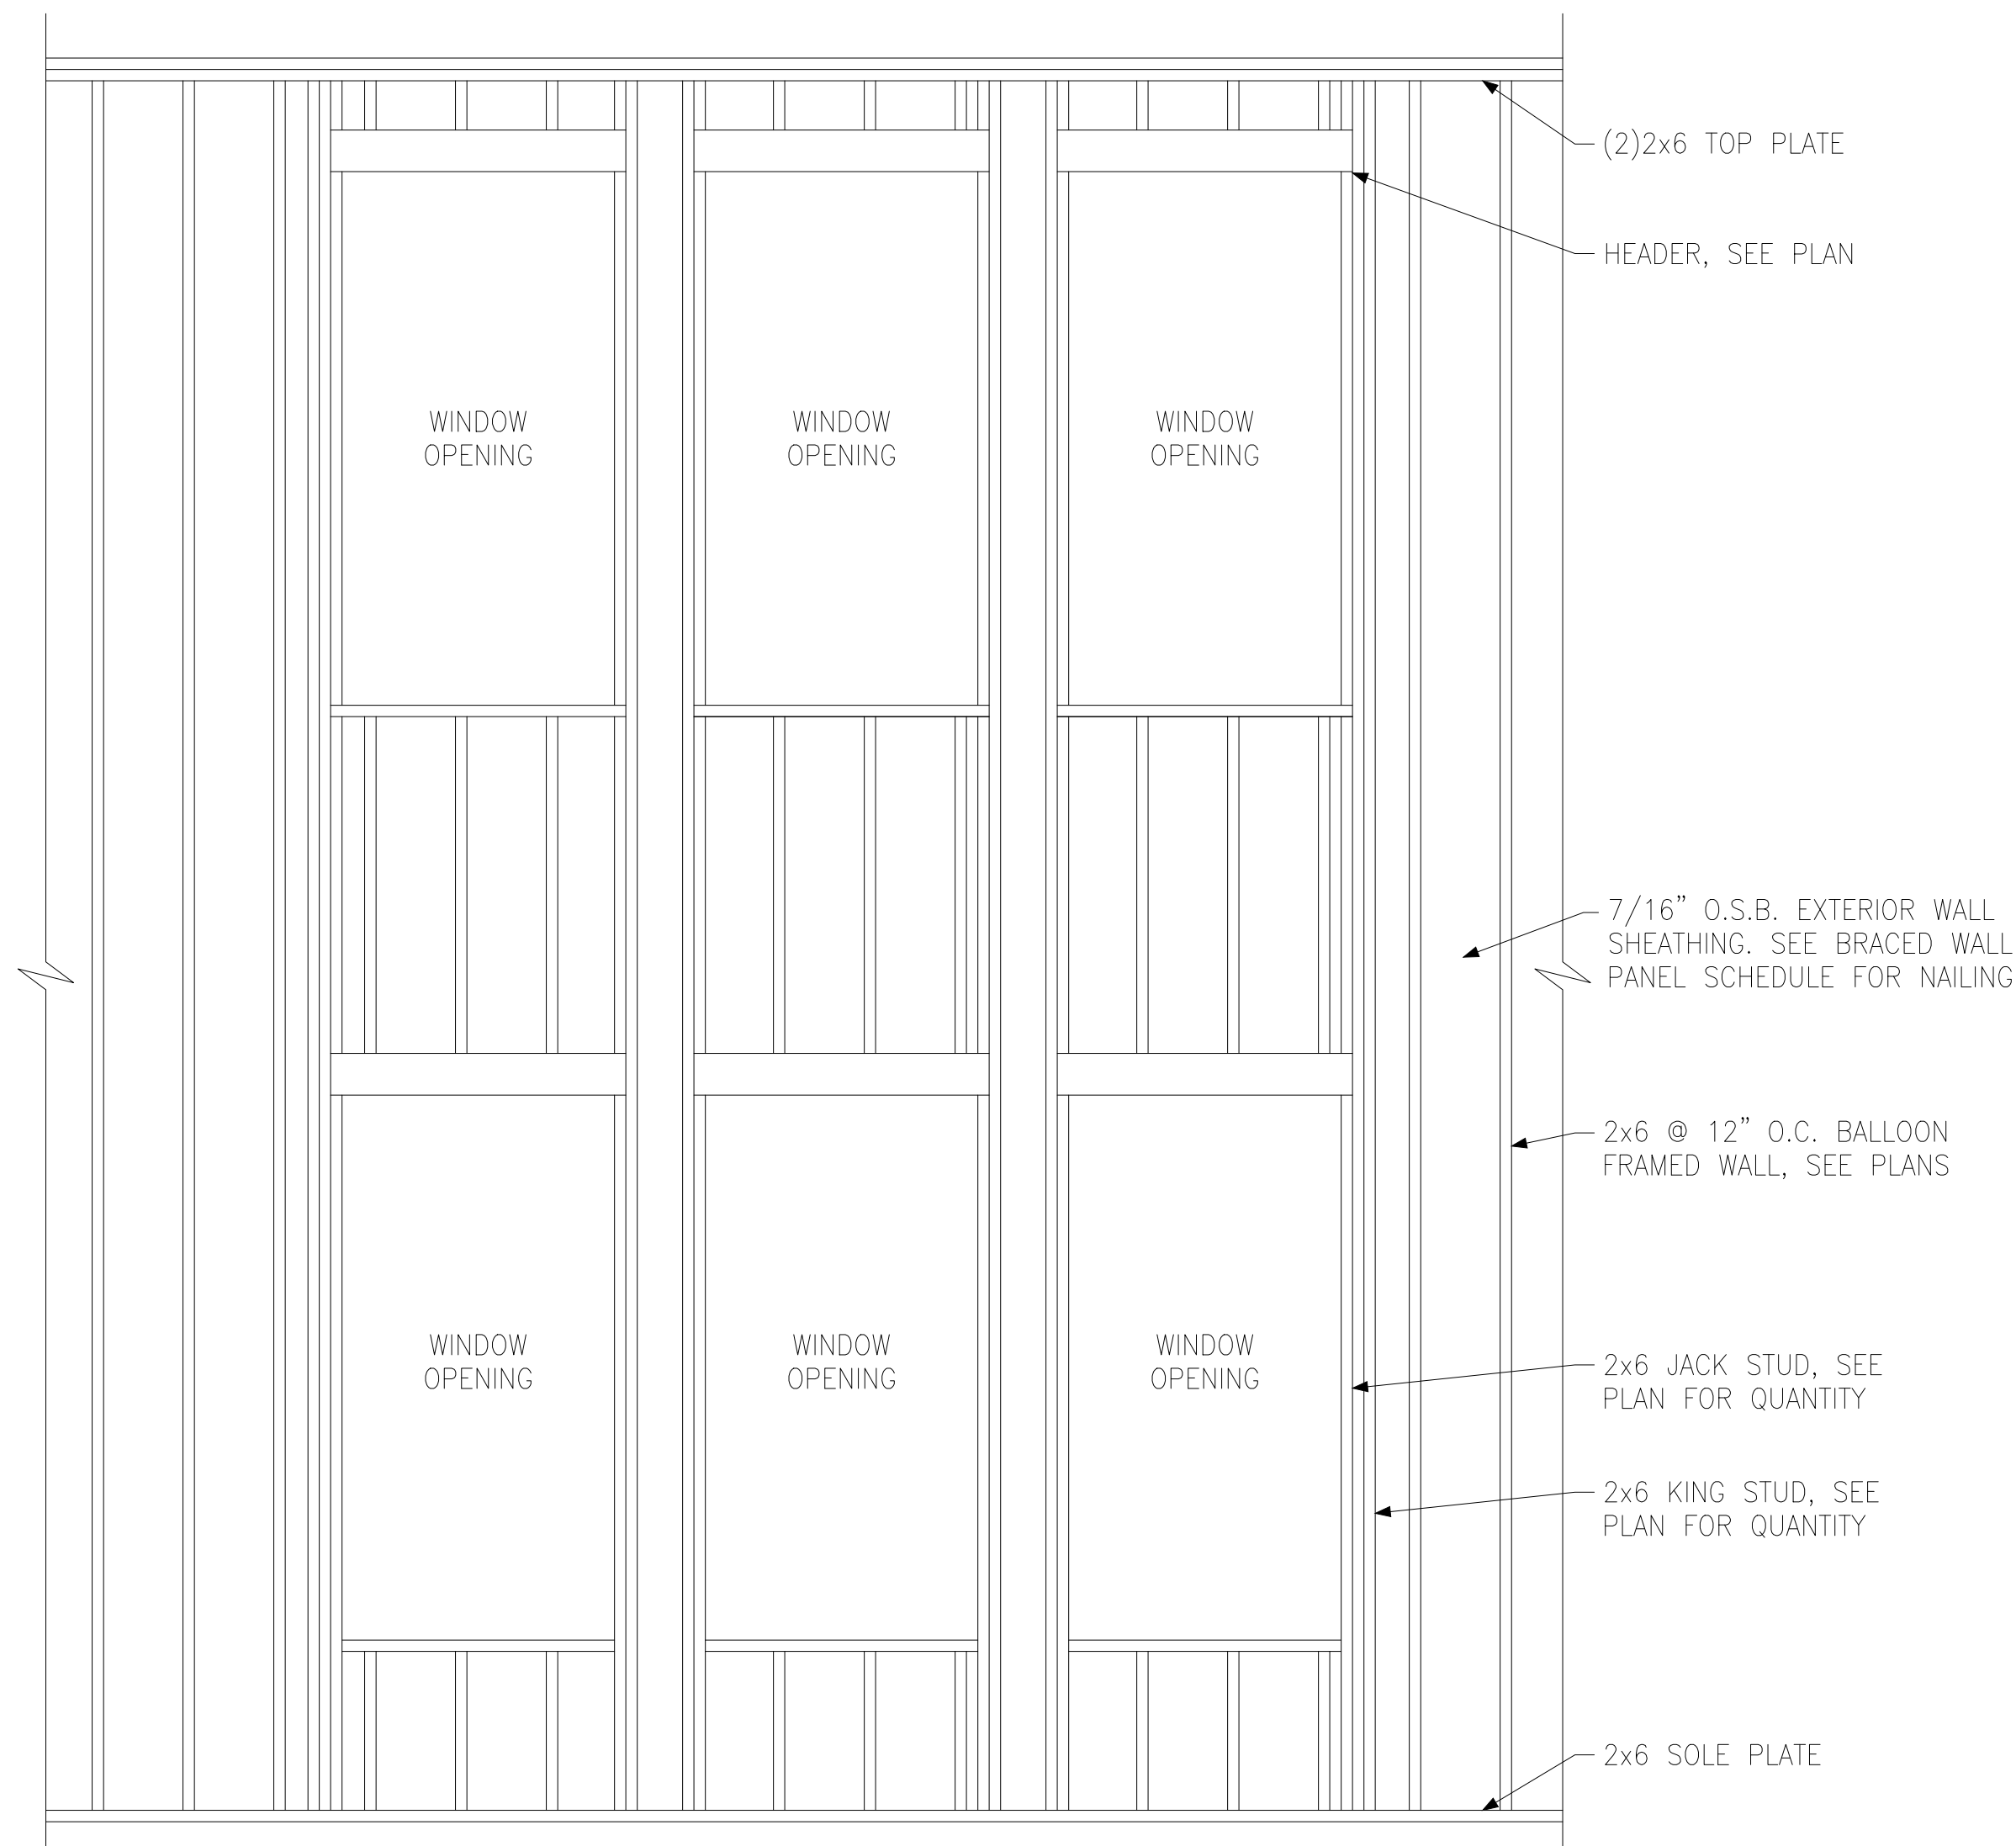 (2)2x6 TOP PLATE
HEADER, SEE PLAN
WINDOW
OPENING
WINDOW
OPENING
WINDOW
OPENING
7/16” O.S.B. EXTERIOR WALL
SHEATHING. SEE BRACED WALL
PANEL SCHEDULE FOR NAILING
2x6 @ 12” O.C. BALLOON
FRAMED WALL, SEE PLANS
WINDOW
OPENING
WINDOW
OPENING
WINDOW
OPENING
2x6 JACK STUD, SEE
PLAN FOR QUANTITY
2x6 KING STUD, SEE
PLAN FOR QUANTITY
2x6 SOLE PLATE